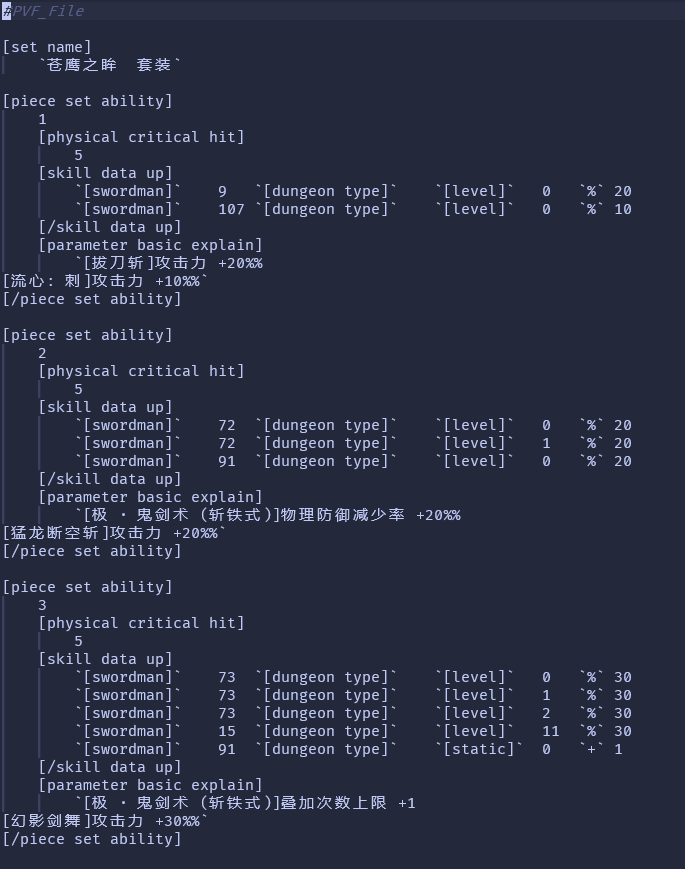 #PVF_File
[set name]
`苍鹰之眸  套装`
[piece set ability]
1
[physical critical hit]
5
[skill data up]
`[swordman]`    9   `[dungeon type]`    `[level]`   0   `%` 20
`[swordman]`    107 `[dungeon type]`    `[level]`   0   `%` 10
[/skill data up]
[parameter basic explain]
`[拔刀斩]攻击力 +20%%
[流心: 刺]攻击力 +10%%`
[/piece set ability]
[piece set ability]
2
[physical critical hit]
5
[skill data up]
`[swordman]`    72  `[dungeon type]`    `[level]`   0   `%` 20
`[swordman]`    72  `[dungeon type]`    `[level]`   1   `%` 20
`[swordman]`    91  `[dungeon type]`    `[level]`   0   `%` 20
[/skill data up]
[parameter basic explain]
`[极 · 鬼剑术 (斩铁式)]物理防御减少率 +20%%
[猛龙断空斩]攻击力 +20%%`
[/piece set ability]
[piece set ability]
3
[physical critical hit]
5
[skill data up]
`[swordman]`    73  `[dungeon type]`    `[level]`   0   `%` 30
`[swordman]`    73  `[dungeon type]`    `[level]`   1   `%` 30
`[swordman]`    73  `[dungeon type]`    `[level]`   2   `%` 30
`[swordman]`    15  `[dungeon type]`    `[level]`   11  `%` 30
`[swordman]`    91  `[dungeon type]`    `[static]`  0   `+` 1
[/skill data up]
[parameter basic explain]
`[极 · 鬼剑术 (斩铁式)]叠加次数上限 +1
[幻影剑舞]攻击力 +30%%`
[/piece set ability]